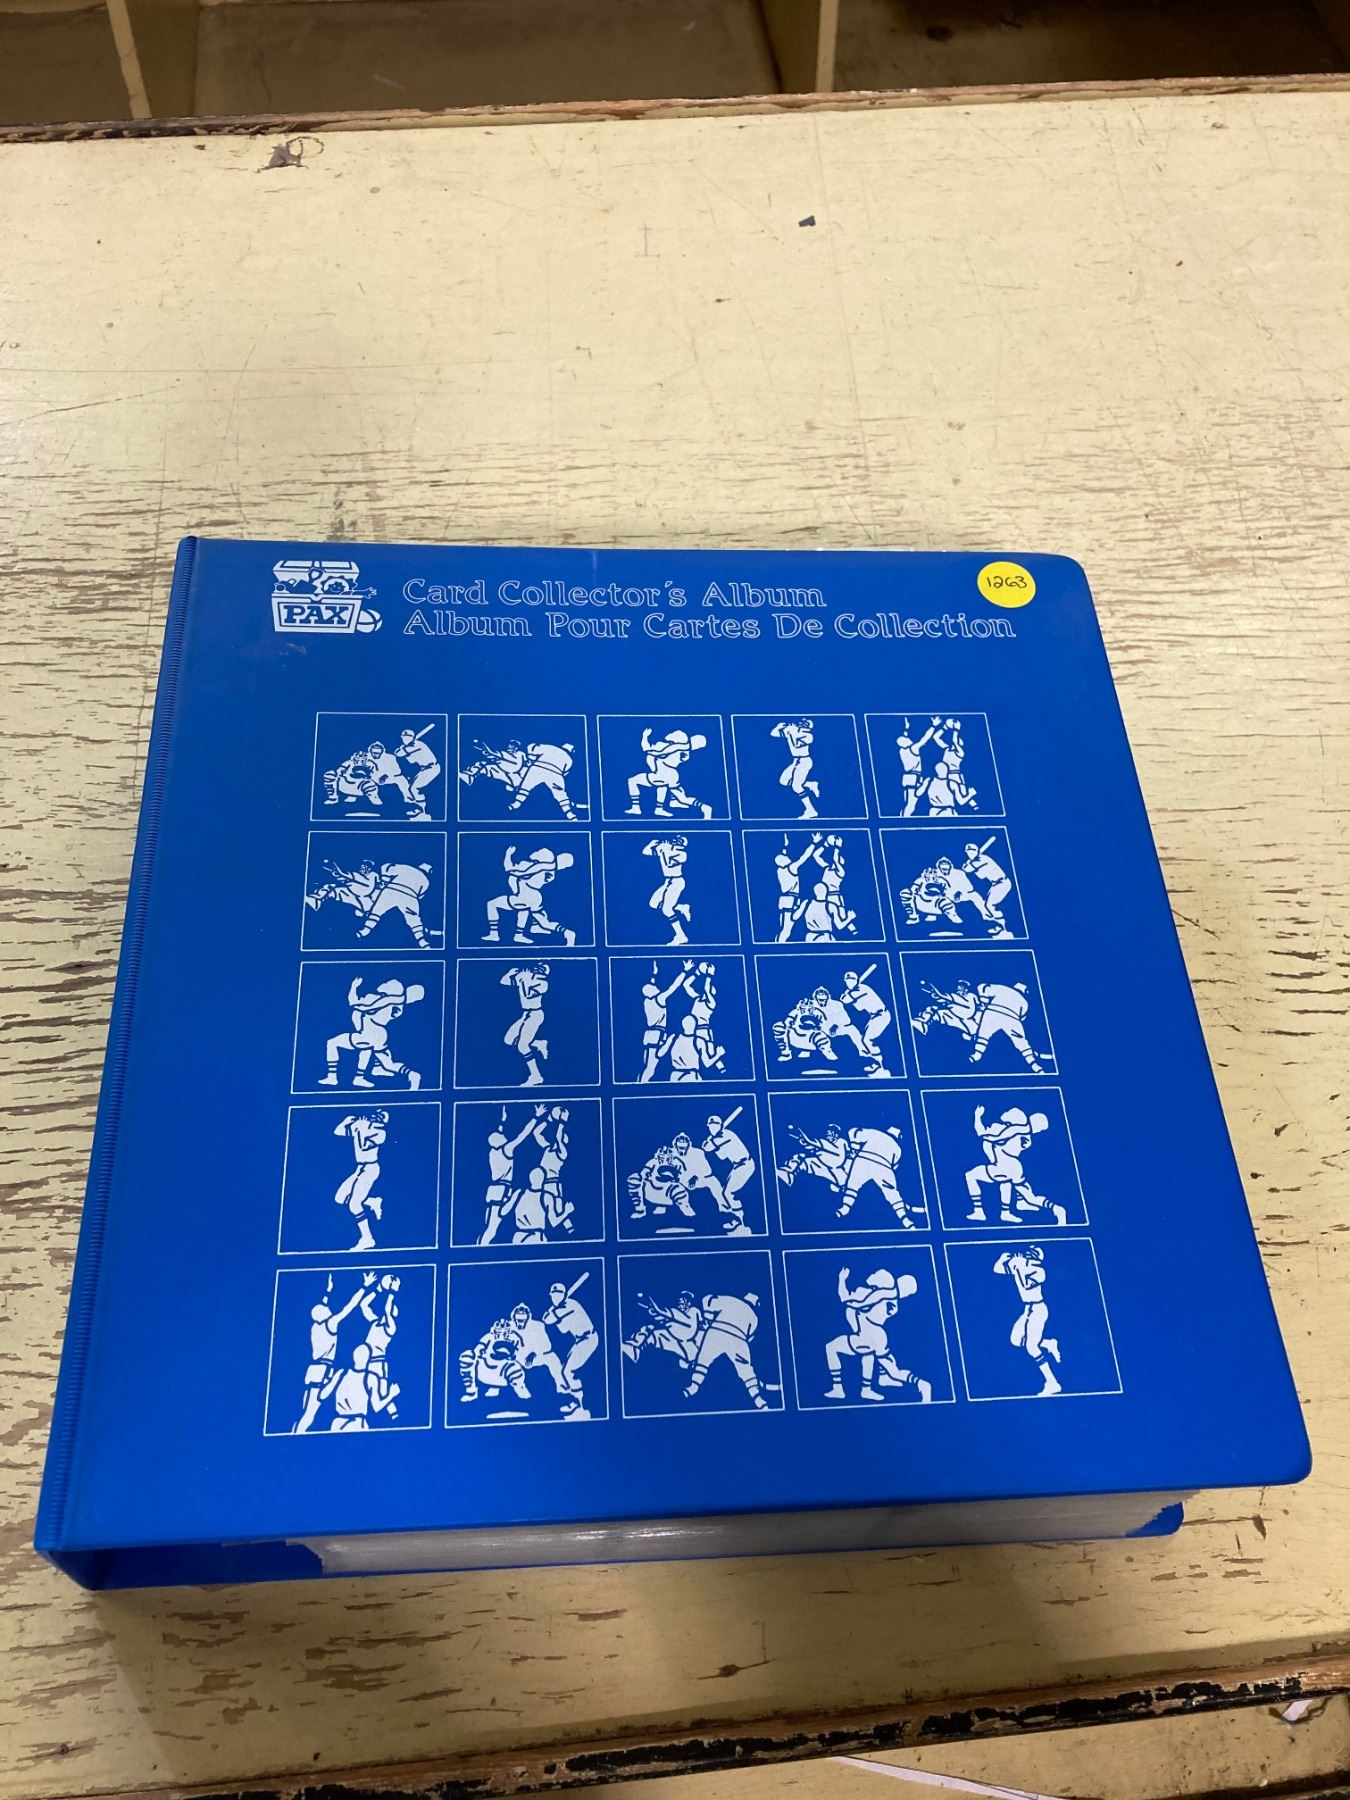 PAX
Card Collector's Album
Album Pour Cartes De Collection
1263